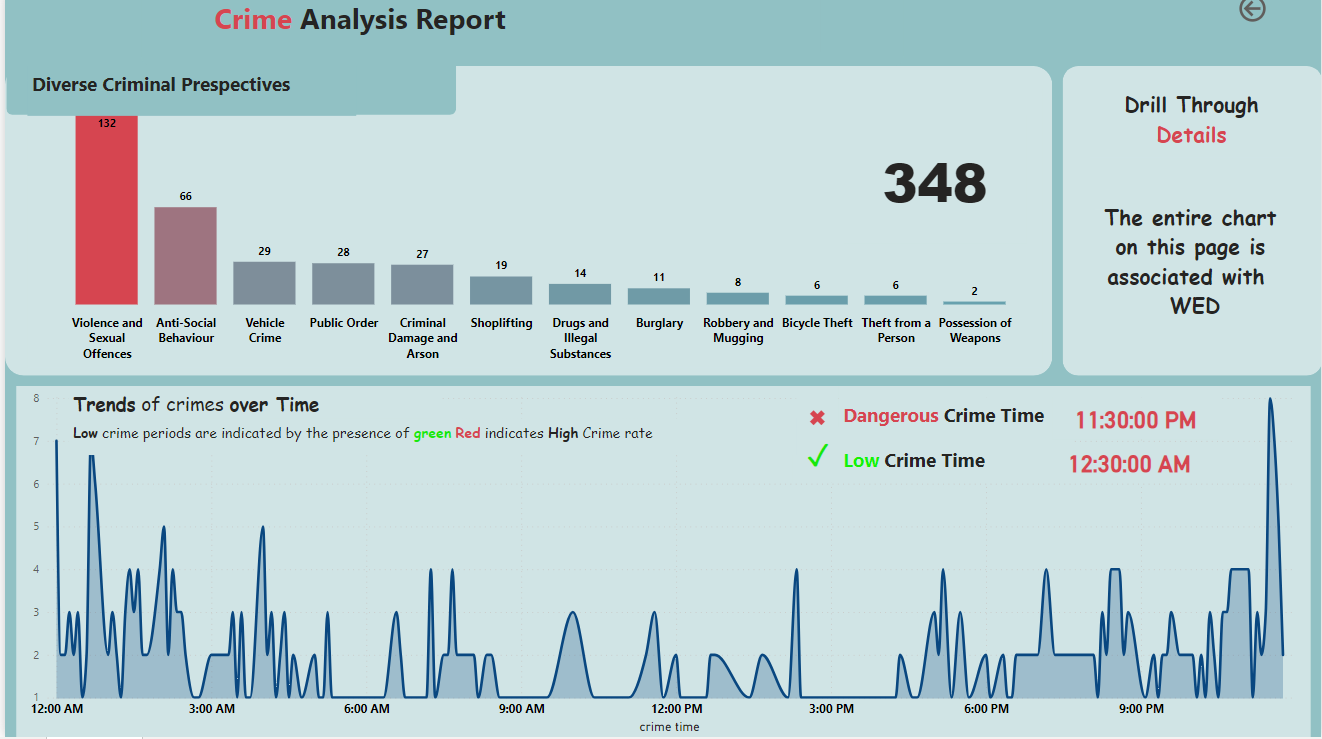 Crime Analysis Report
Diverse Criminal Prespectives
132
66
29
28
27
19
14
11
8
6
6
2
Violence and
Sexual
Offences
Anti-Social
Behaviour
Vehicle
Crime
Public Order
Criminal
Damage and
Arson
Shoplifting
Drugs and
Illegal
Substances
Burglary
Robbery and
Mugging
Bicycle Theft
Theft from a
Person
Possession of
Weapons
348
Drill Through
Details
The entire chart
on this page is
associated with
WED
Trends of crimes over Time
Low crime periods are indicated by the presence of green Red indicates High Crime rate
Dangerous Crime Time 11:30:00 PM
Low Crime Time 12:30:00 AM
8
7
6
5
4
3
2
1
12:00 AM
3:00 AM
6:00 AM
9:00 AM
12:00 PM
3:00 PM
6:00 PM
9:00 PM
crime time